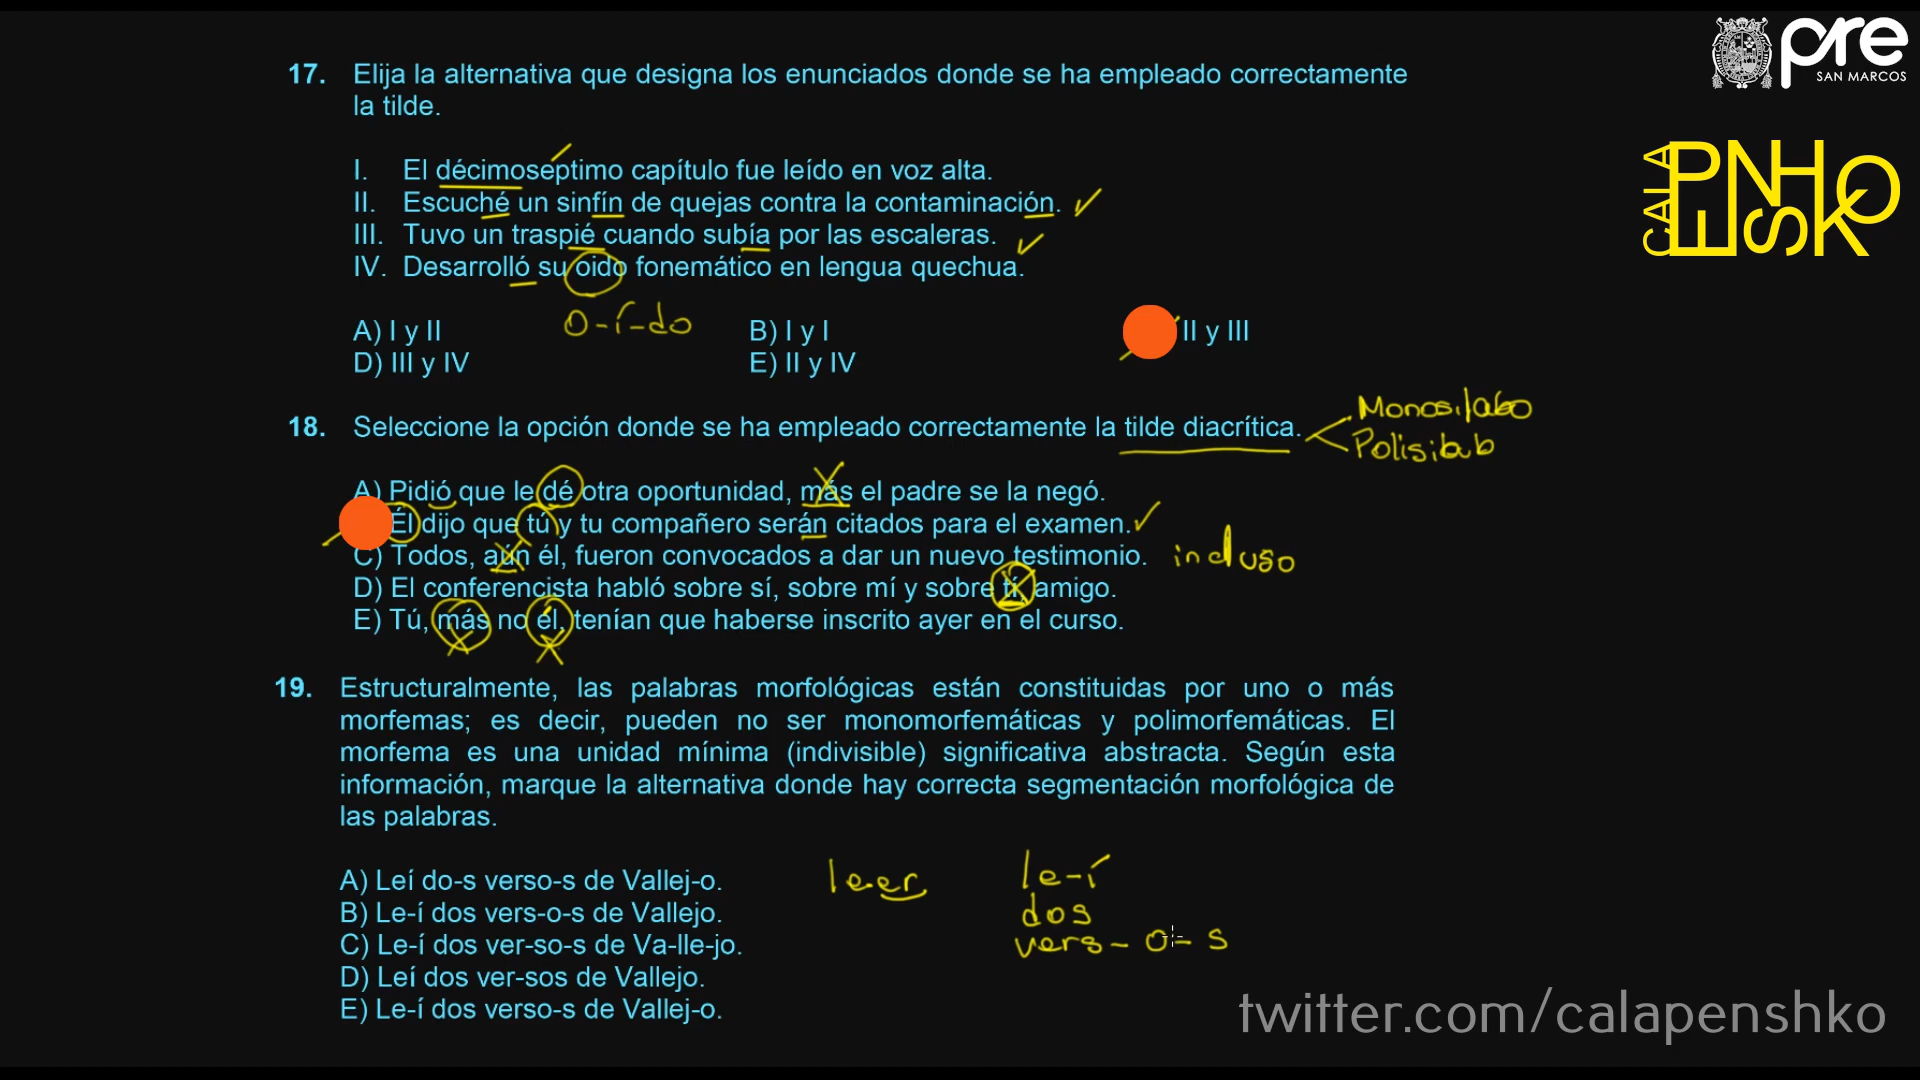 pre
SAN MARCOS
CALA
PENSHKO
17. Elija la alternativa que designa los enunciados donde se ha empleado correctamente
la tilde.
I. El décimoseptimo capítulo fue leído en voz alta.
II. Escuché un sinfín de quejas contra la contaminación.
III. Tuvo un traspié cuando subía por las escaleras.
IV. Desarrolló su oido fonemático en lengua quechua.
o-í-do
A) I y II B) I y I II y III
D) III y IV E) II y IV
Monosilabo
18. Seleccione la opción donde se ha empleado correctamente la tilde diacrítica.
A) Pidió que le dé otra oportunidad, más el padre se la negó.
Él dijo que tú y tu compañero serán citados para el examen.
C) Todos, aún él, fueron convocados a dar un nuevo testimonio. incluso
D) El conferencista habló sobre sí, sobre mí y sobre tí, amigo.
E) Tú, más no él, tenían que haberse inscrito ayer en el curso.
19. Estructuralmente, las palabras morfológicas están constituidas por uno o más
morfemas; es decir, pueden no ser monomorfemáticas y polimorfemáticas. El
morfema es una unidad mínima (indivisible) significativa abstracta. Según esta
información, marque la alternativa donde hay correcta segmentación morfológica de
las palabras.
A) Leí do-s verso-s de Vallej-o. leer le-í
B) Le-í dos vers-o-s de Vallejo. dos
C) Le-í dos ver-so-s de Va-lle-jo. vers-o-s
D) Leí dos ver-sos de Vallejo.
E) Le-í dos verso-s de Vallej-o.
twitter.com/calapenshko